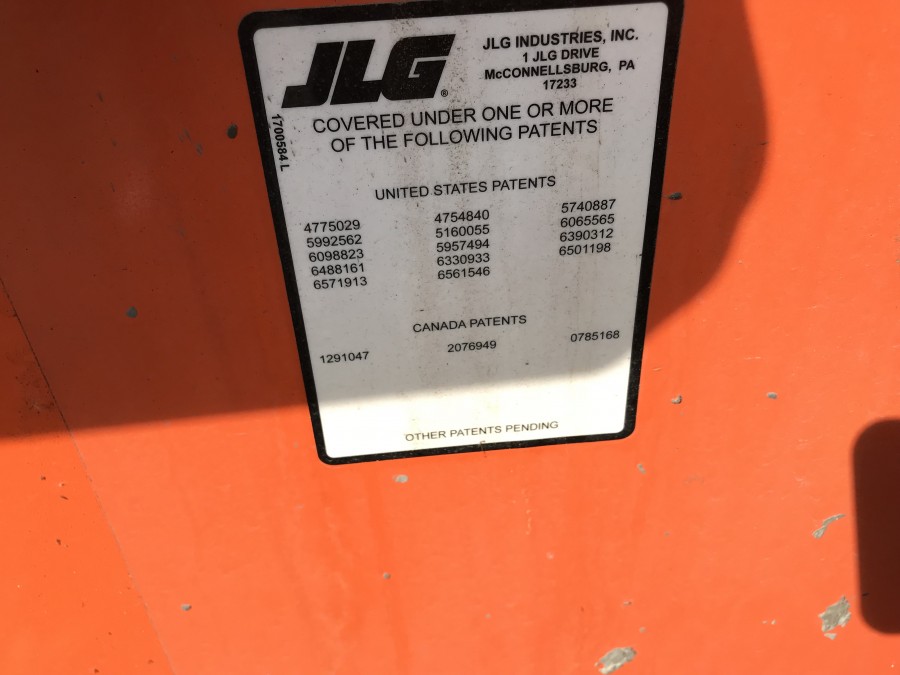 JLG®
JLG INDUSTRIES, INC.
1 JLG DRIVE
McCONNELLSBURG, PA
17233
1700584 L
COVERED UNDER ONE OR MORE
OF THE FOLLOWING PATENTS
UNITED STATES PATENTS
4775029 4754840 5740887
5992562 5160055 6065565
6098823 5957494 6390312
6488161 6330933 6501198
6571913 6561546
CANADA PATENTS
1291047 2076949 0785168
OTHER PATENTS PENDING